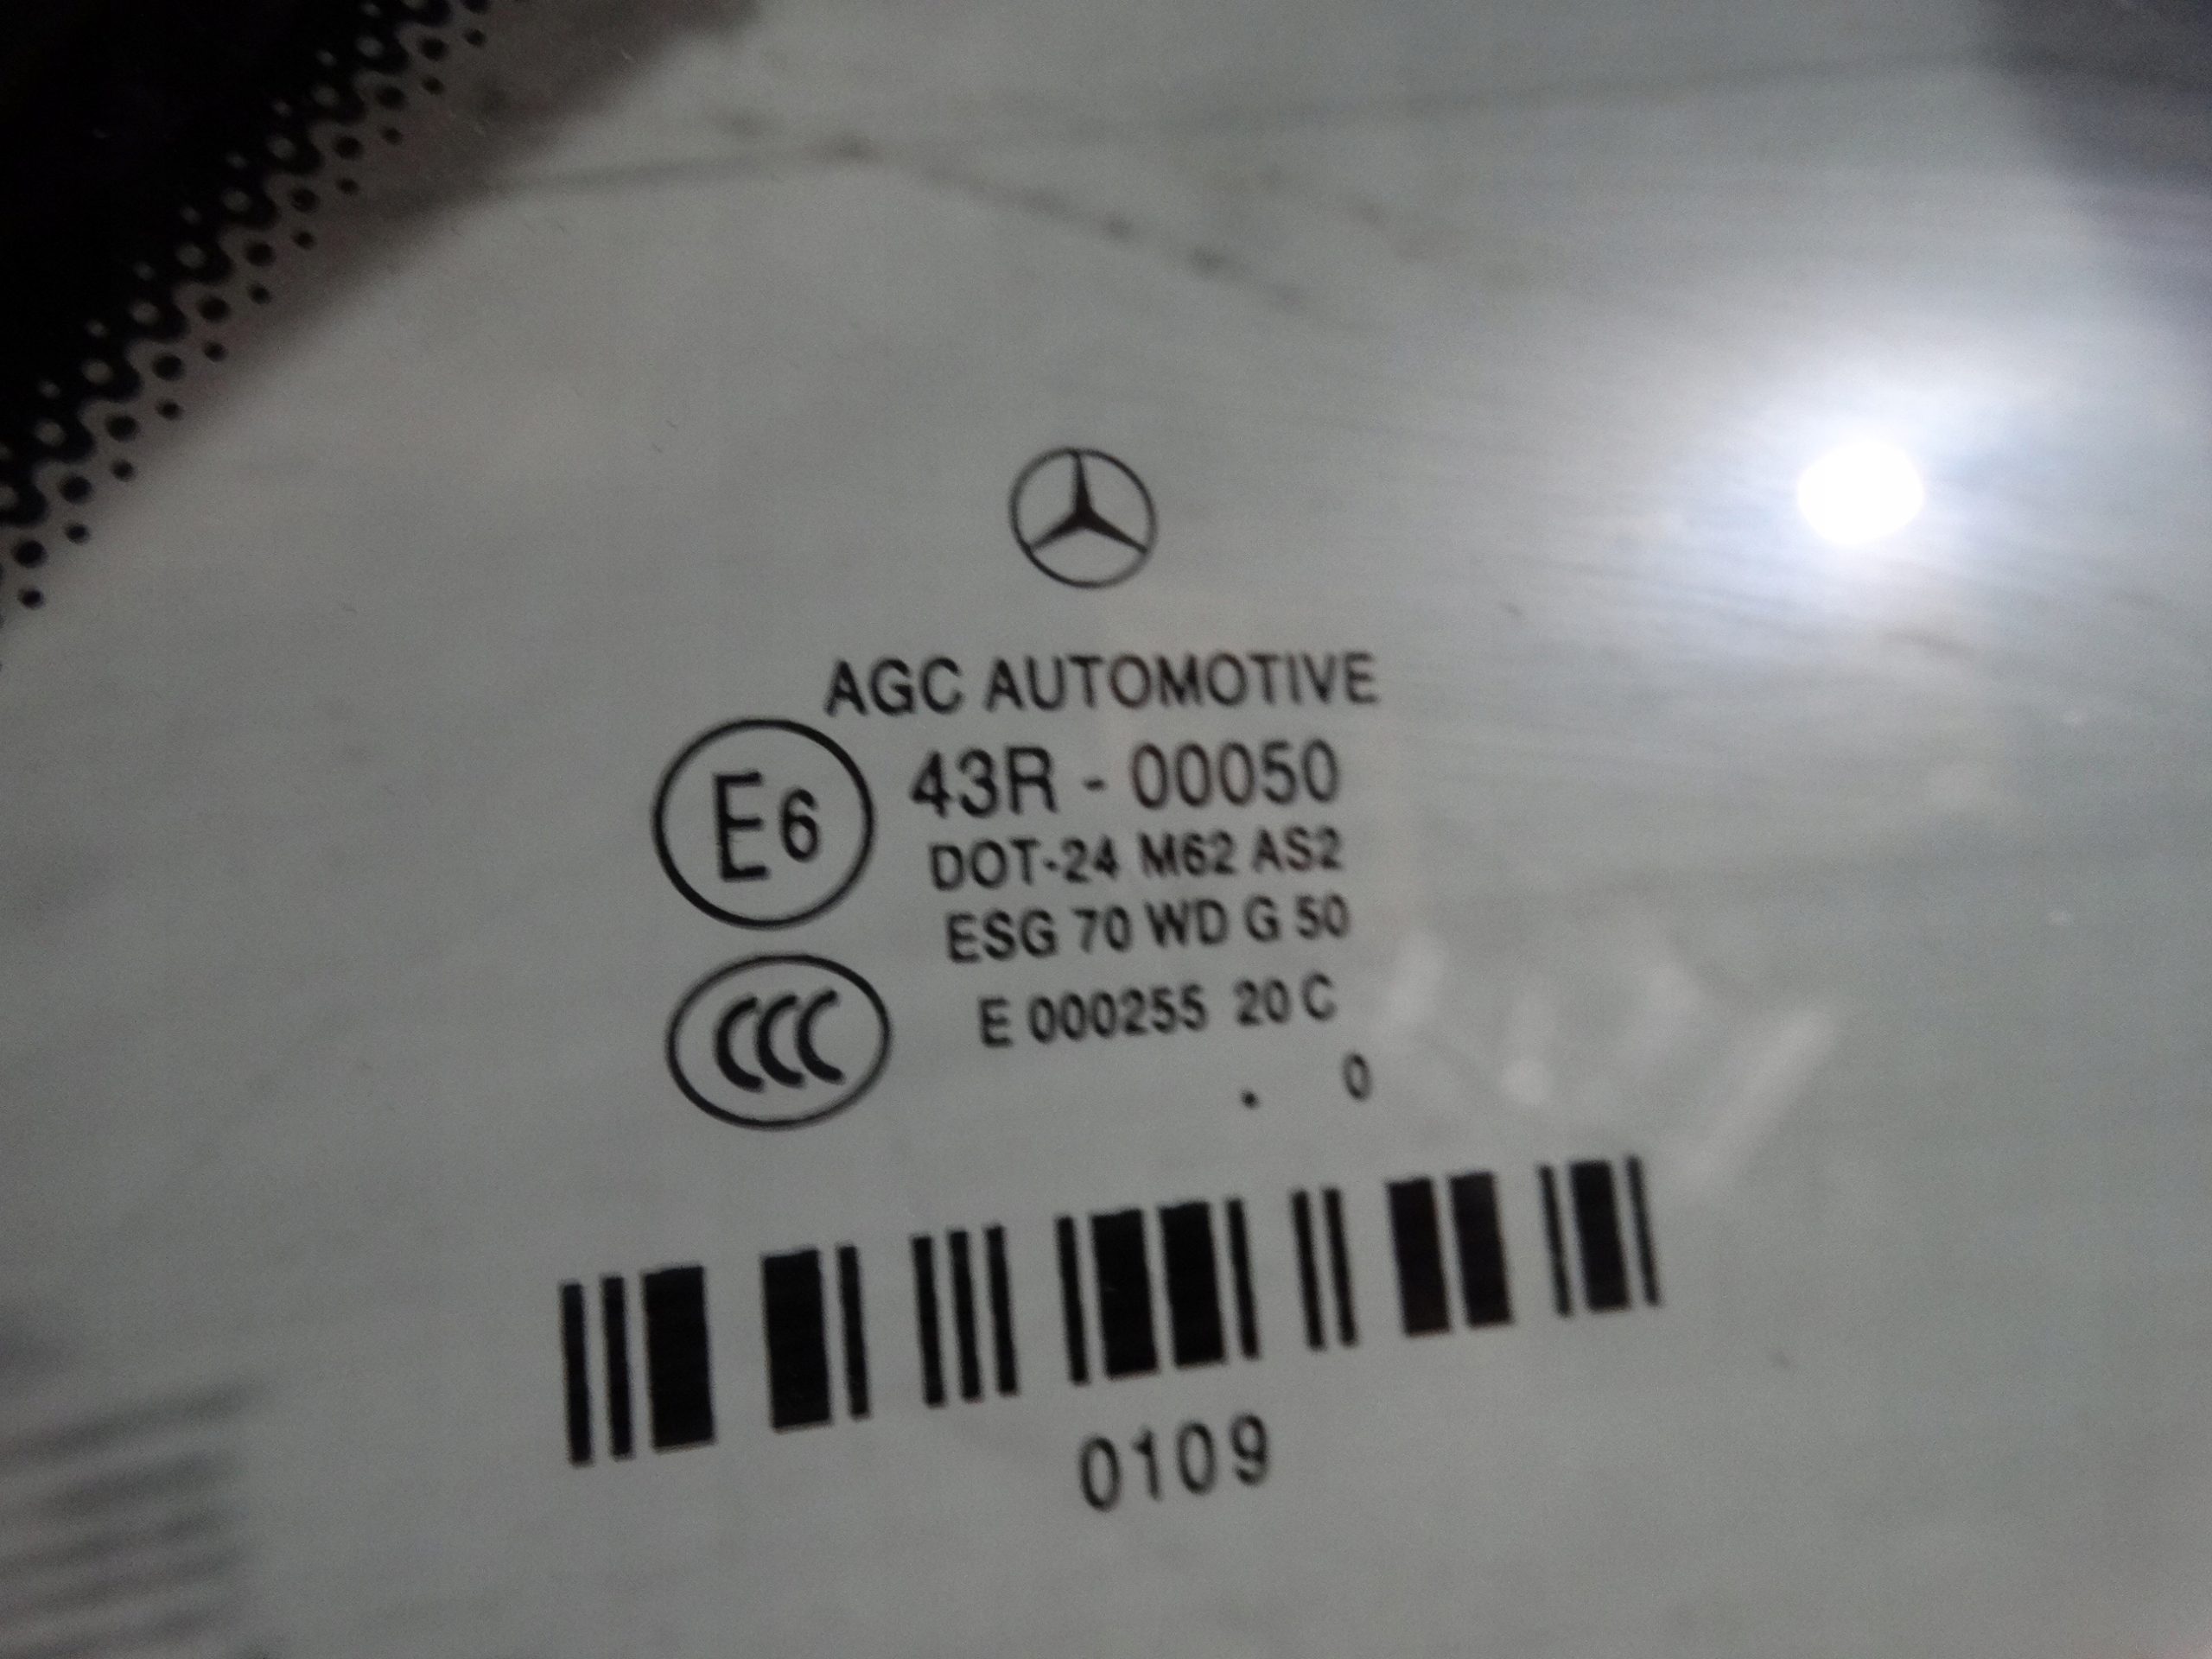 AGC AUTOMOTIVE
E6 43R - 00050
DOT-24 M62 AS2
ESG 70 WD G 50
CCC E 000255 20 C
. 0
0109